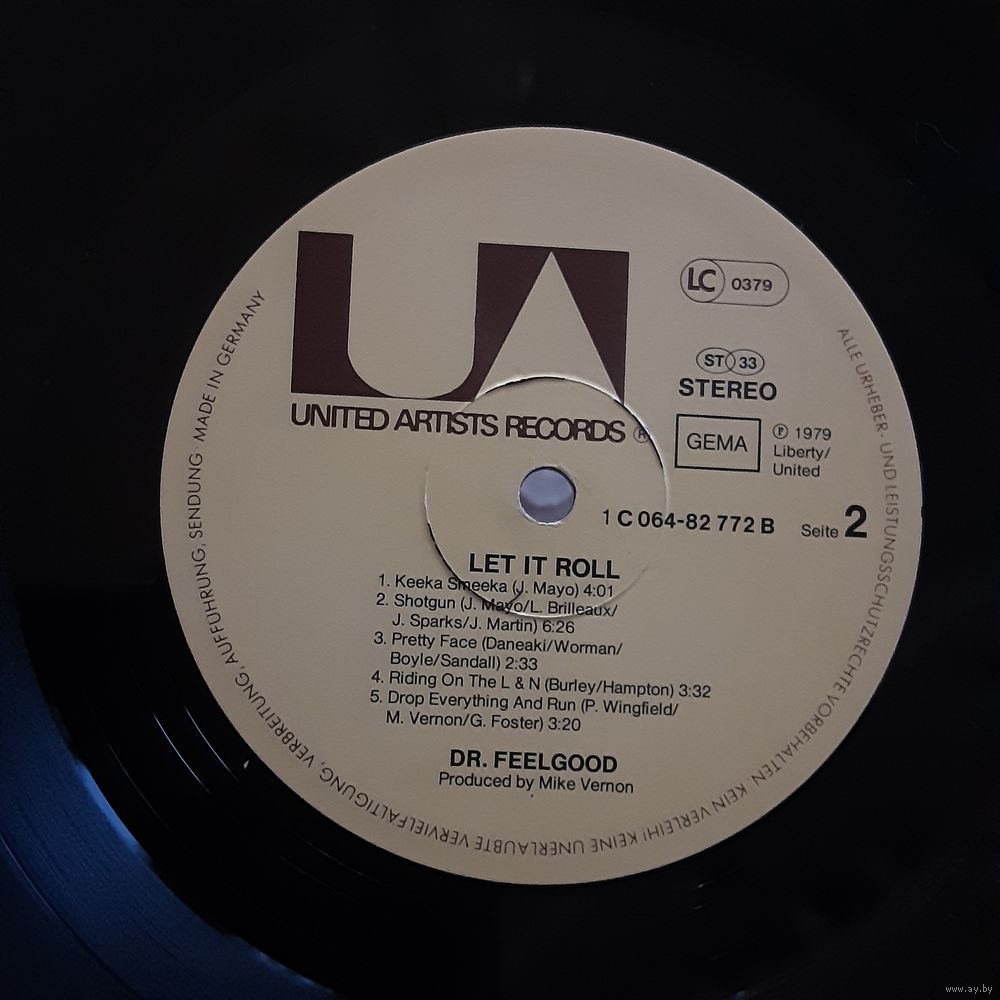 UA
UNITED ARTISTS RECORDS ®
LC 0379
ST 33
STEREO
GEMA
Ⓟ 1979
Liberty/
United
1 C 064-82 772 B
Seite 2
LET IT ROLL
1. Keeka Smeeka (J. Mayo) 4:01
2. Shotgun (J. Mayo/L. Brilleaux/
J. Sparks/J. Martin) 6:26
3. Pretty Face (Daneaki/Worman/
Boyle/Sandall) 2:33
4. Riding On The L & N (Burley/Hampton) 3:32
5. Drop Everything And Run (P. Wingfield/
M. Vernon/G. Foster) 3:20
DR. FEELGOOD
Produced by Mike Vernon
ALLE URHEBER- UND LEISTUNGSSCHUTZRECHTE VORBEHALTEN. KEIN VERLEIH! KEINE UNERLAUBTE VERVIELFÄLTIGUNG, VERBREITUNG, AUFFÜHRUNG, SENDUNG · MADE IN GERMANY
www.ay.by